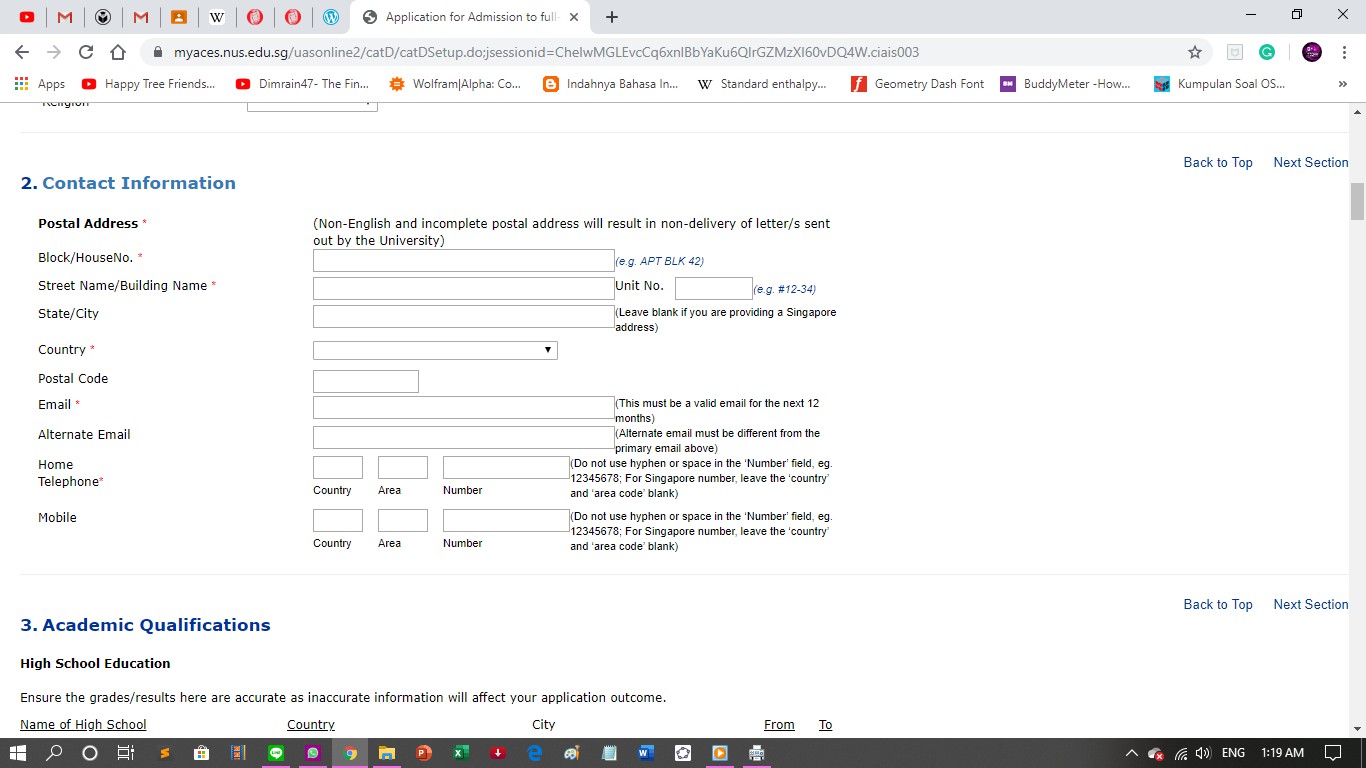 Application for Admission to full
myaces.nus.edu.sg/uasonline2/catD/catDSetup.do;jsessionid=CheIwMGLEvcCq6xnlBbYaKu6QIrGZMzXI60vDQ4W.ciais003
Apps Happy Tree Friends... Dimrain47- The Fin... Wolfram|Alpha: Co... Indahnya Bahasa In... W Standard enthalpy... Geometry Dash Font BuddyMeter -How... Kumpulan Soal OS... »
Religion
Back to Top Next Section
2. Contact Information
Postal Address * (Non-English and incomplete postal address will result in non-delivery of letter/s sent
out by the University)
Block/HouseNo. * (e.g. APT BLK 42)
Street Name/Building Name * Unit No. (e.g. #12-34)
State/City (Leave blank if you are providing a Singapore
address)
Country *
Postal Code
Email * (This must be a valid email for the next 12
months)
Alternate Email (Alternate email must be different from the
primary email above)
Home (Do not use hyphen or space in the 'Number' field, eg.
Telephone* 12345678; For Singapore number, leave the 'country'
Country Area Number and 'area code' blank)
Mobile (Do not use hyphen or space in the 'Number' field, eg.
12345678; For Singapore number, leave the 'country'
Country Area Number and 'area code' blank)
Back to Top Next Section
3. Academic Qualifications
High School Education
Ensure the grades/results here are accurate as inaccurate information will affect your application outcome.
Name of High School Country City From To
ENG 1:19 AM